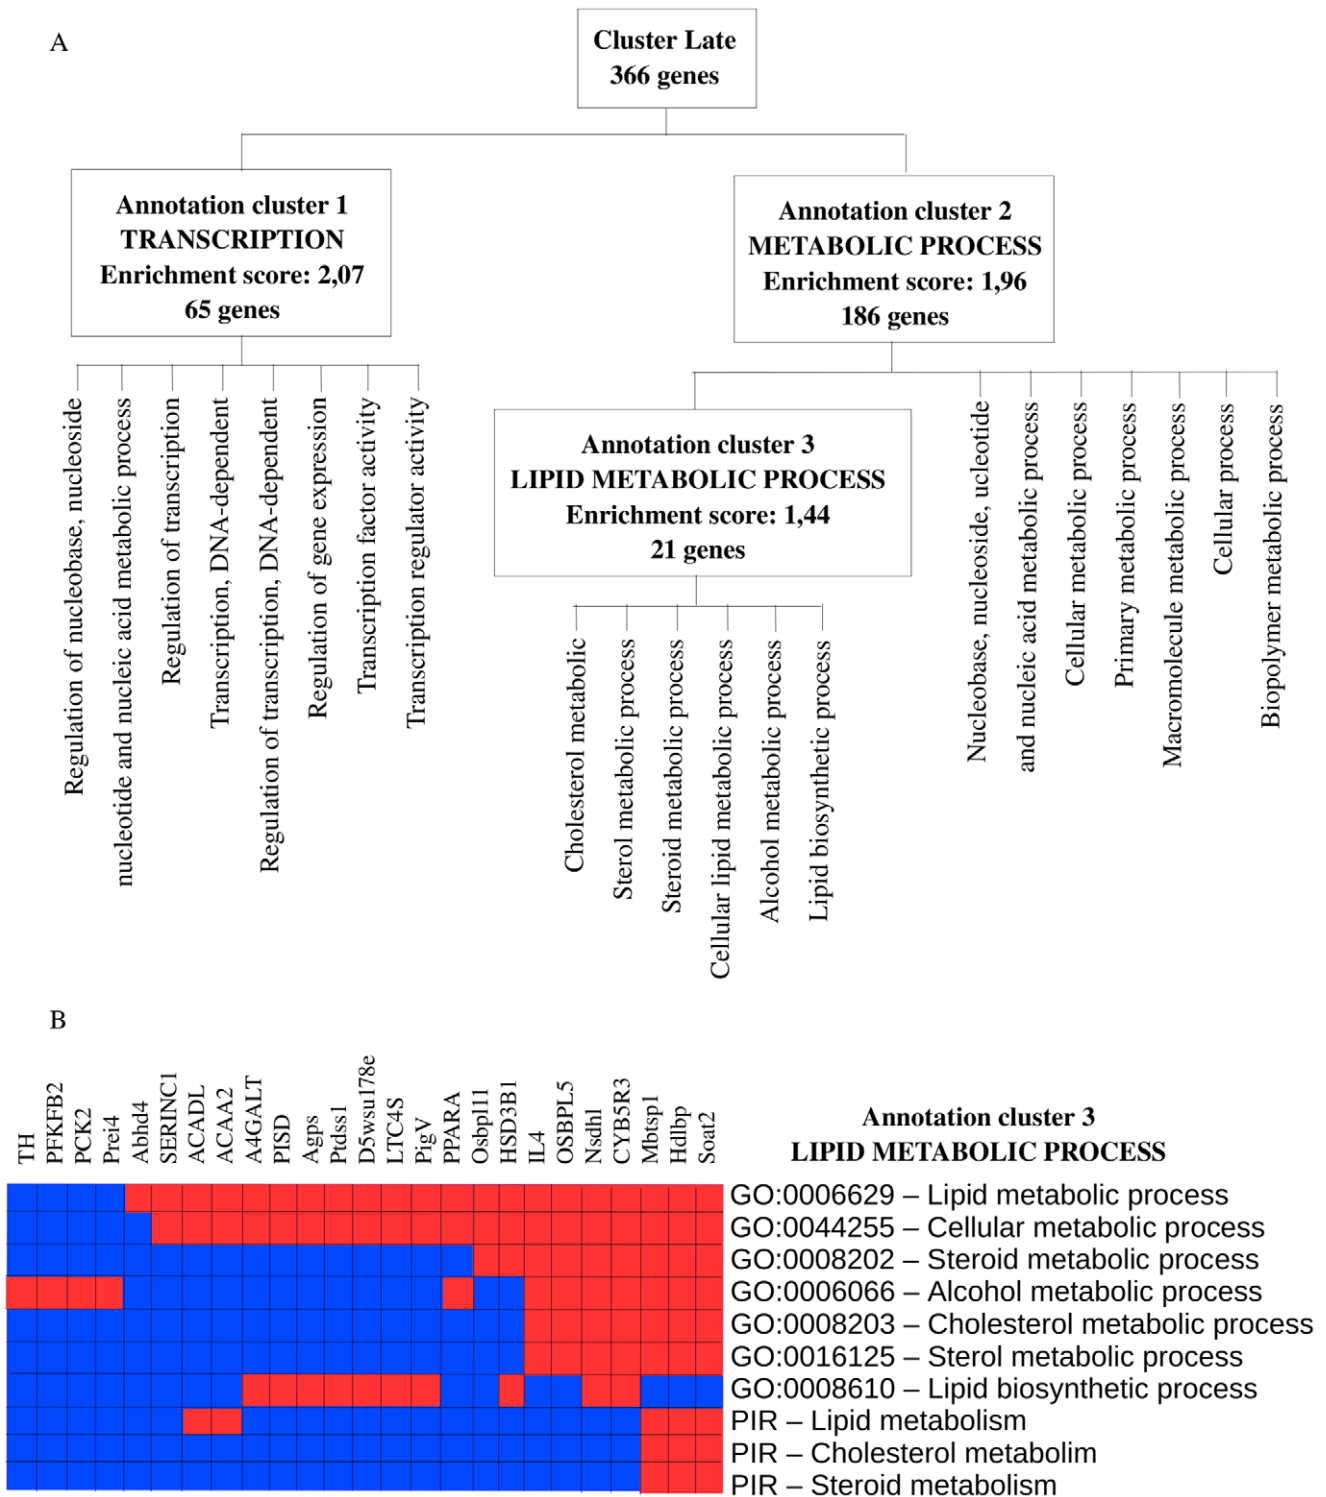 A
Cluster Late
366 genes
Annotation cluster 1
TRANSCRIPTION
Enrichment score: 2,07
65 genes
Annotation cluster 2
METABOLIC PROCESS
Enrichment score: 1,96
186 genes
Regulation of nucleobase, nucleoside
nucleotide and nucleic acid metabolic process
Regulation of transcription
Transcription, DNA-dependent
Regulation of transcription, DNA-dependent
Regulation of gene expression
Transcription factor activity
Transcription regulator activity
Annotation cluster 3
LIPID METABOLIC PROCESS
Enrichment score: 1,44
21 genes
Cholesterol metabolic
Sterol metabolic process
Steroid metabolic process
Cellular lipid metabolic process
Alcohol metabolic process
Lipid biosynthetic process
Nucleobase, nucleoside, ucleotide
and nucleic acid metabolic process
Cellular metabolic process
Primary metabolic process
Macromolecule metabolic process
Cellular process
Biopolymer metabolic process
B
TH
PFKFB2
PCK2
Prei4
Abhd4
SERINC1
ACADL
ACAA2
A4GALT
PISD
Agps
Ptdss1
D5wsu178e
LTC4S
PigV
PPARA
Osbpl11
HSD3B1
IL4
OSBPL5
Nsdhl
CYB5R3
Mbtsp1
Hdlbp
Soat2
Annotation cluster 3
LIPID METABOLIC PROCESS
GO:0006629 – Lipid metabolic process
GO:0044255 – Cellular metabolic process
GO:0008202 – Steroid metabolic process
GO:0006066 – Alcohol metabolic process
GO:0008203 – Cholesterol metabolic process
GO:0016125 – Sterol metabolic process
GO:0008610 – Lipid biosynthetic process
PIR – Lipid metabolism
PIR – Cholesterol metabolim
PIR – Steroid metabolism